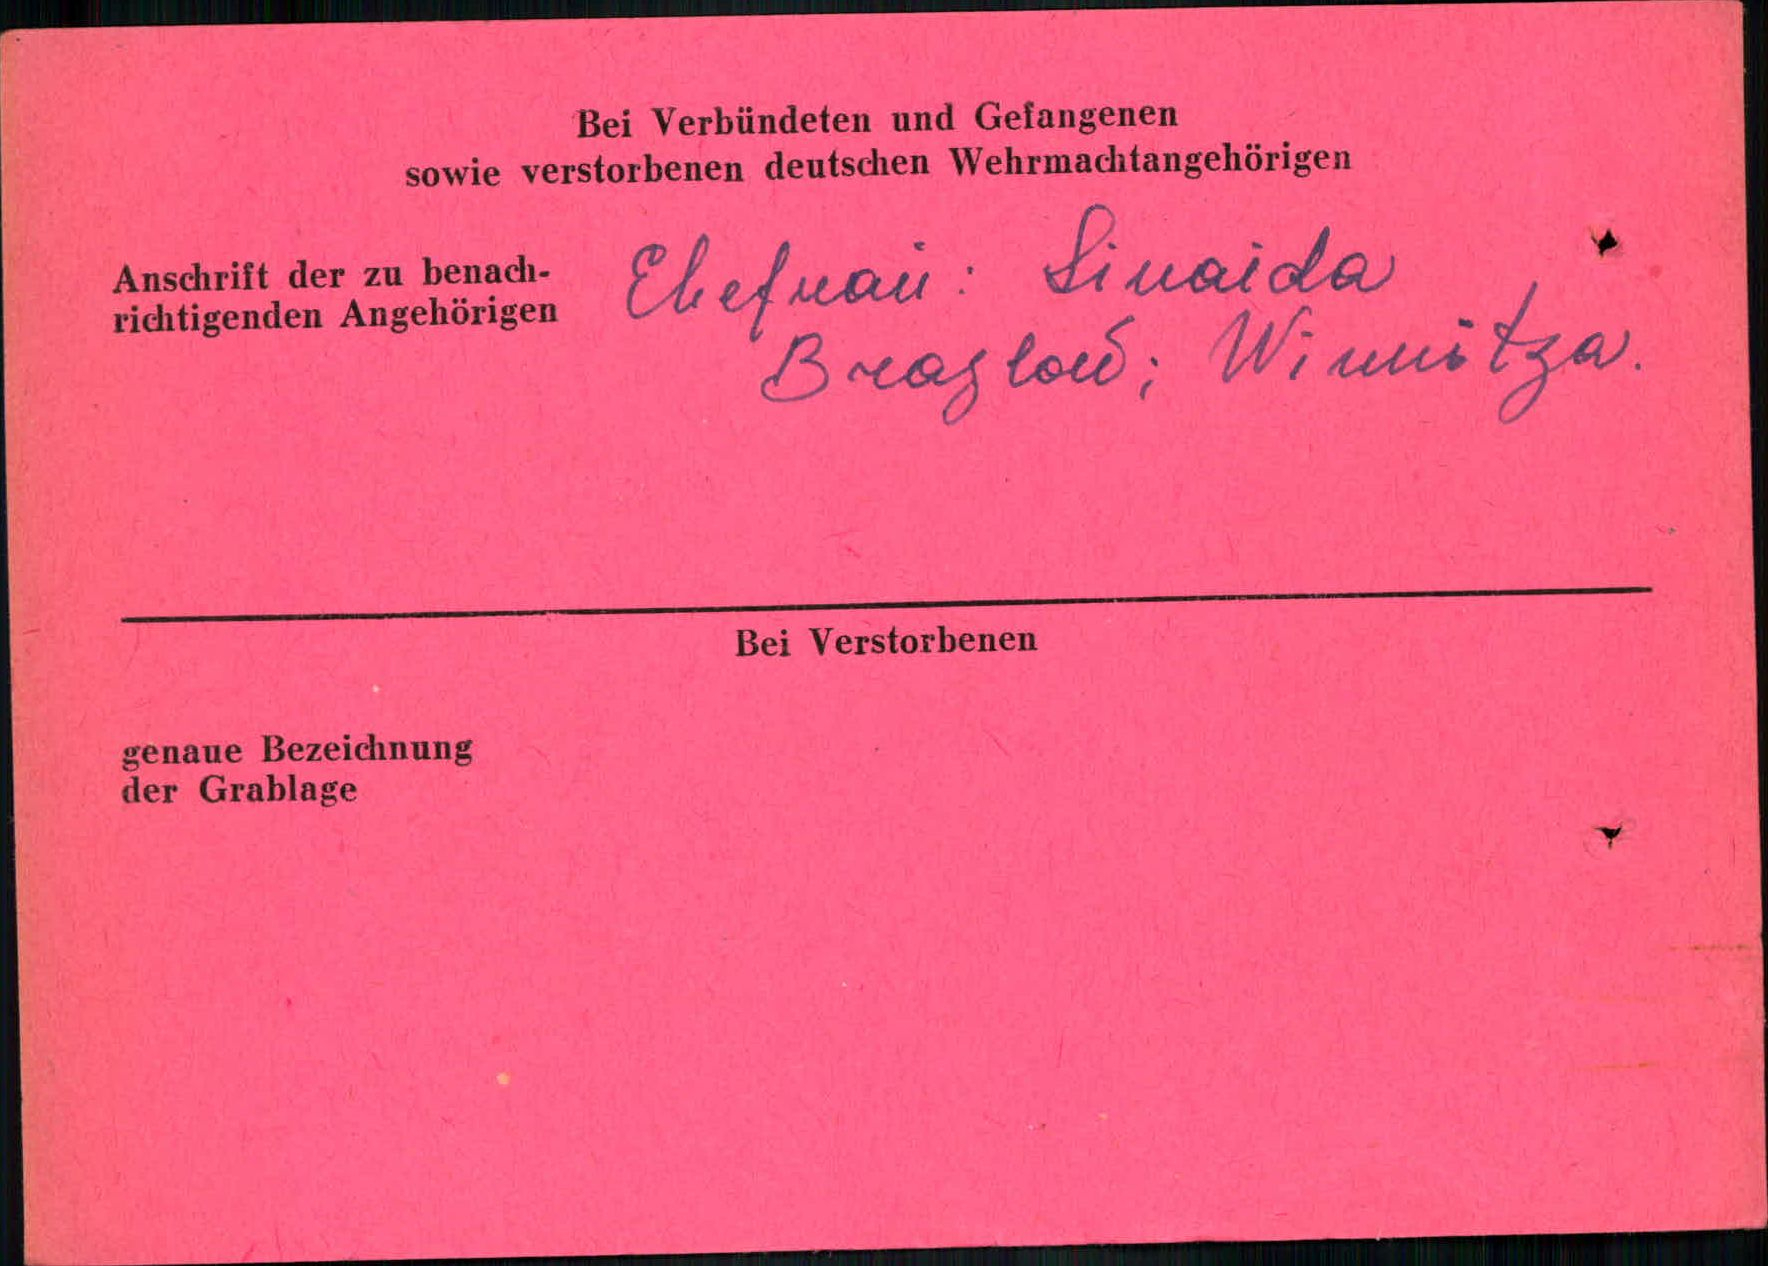 Bei Verbündeten und Gefangenen
sowie verstorbenen deutschen Wehrmachtangehörigen
Anschrift der zu benach-
richtigenden Angehörigen
Ehefrau: Sinaida
Brazlow; Winnitza.
Bei Verstorbenen
genaue Bezeichnung
der Grablage